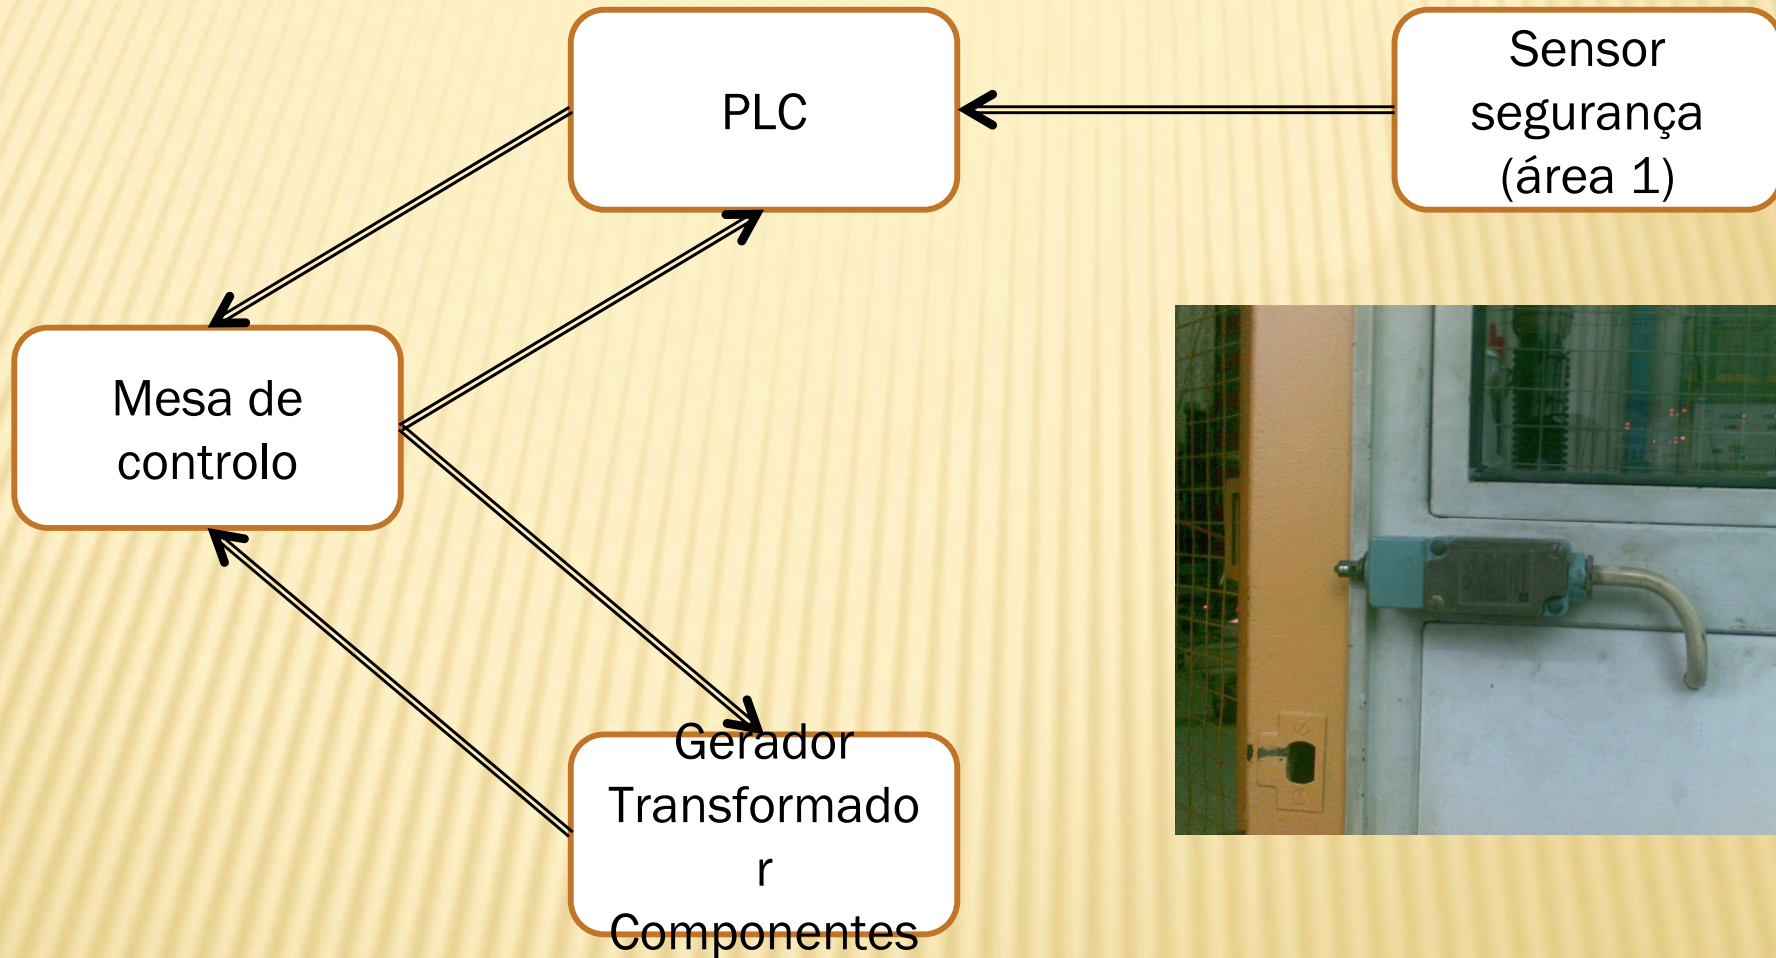 PLC
Sensor
segurança
(área 1)
Mesa de
controlo
Gerador
Transformado
r
Componentes